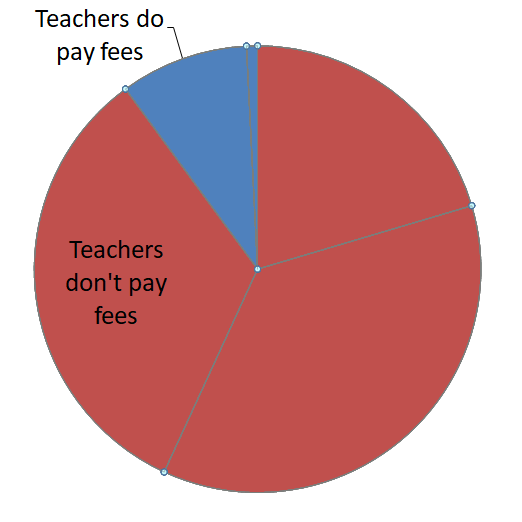 Teachers do
pay fees
Teachers
don't pay
fees